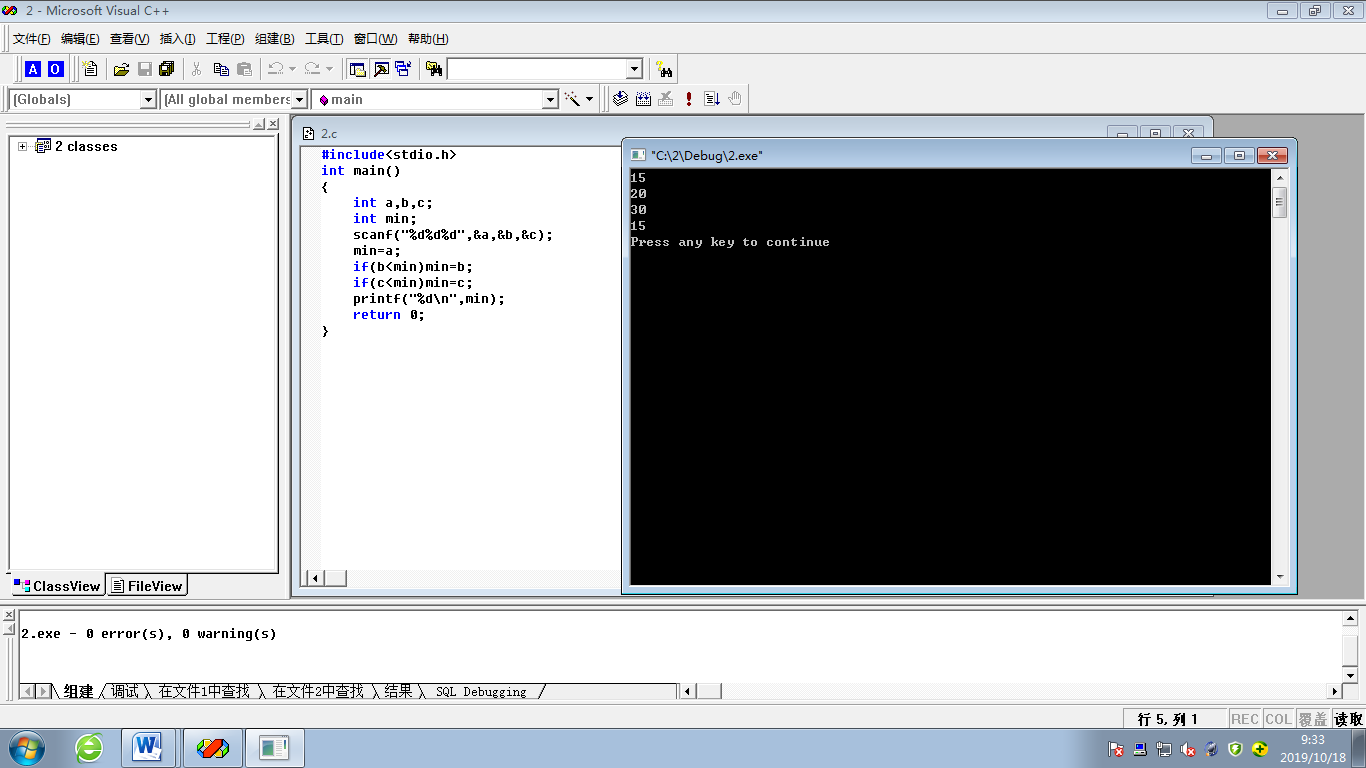 2 - Microsoft Visual C++
文件(F) 编辑(E) 查看(V) 插入(I) 工程(P) 组建(B) 工具(T) 窗口(W) 帮助(H)
A O
(Globals) (All global members main
2 classes
ClassView FileView
2.c
#include<stdio.h>
int main()
{
    int a,b,c;
    int min;
    scanf("%d%d%d",&a,&b,&c);
    min=a;
    if(b<min)min=b;
    if(c<min)min=c;
    printf("%d\n",min);
    return 0;
}
"C:\2\Debug\2.exe"
15
20
30
15
Press any key to continue
2.exe - 0 error(s), 0 warning(s)
组建 调试 在文件1中查找 在文件2中查找 结果 SQL Debugging
行 5, 列 1 REC COL 覆盖 读取
9:33
2019/10/18